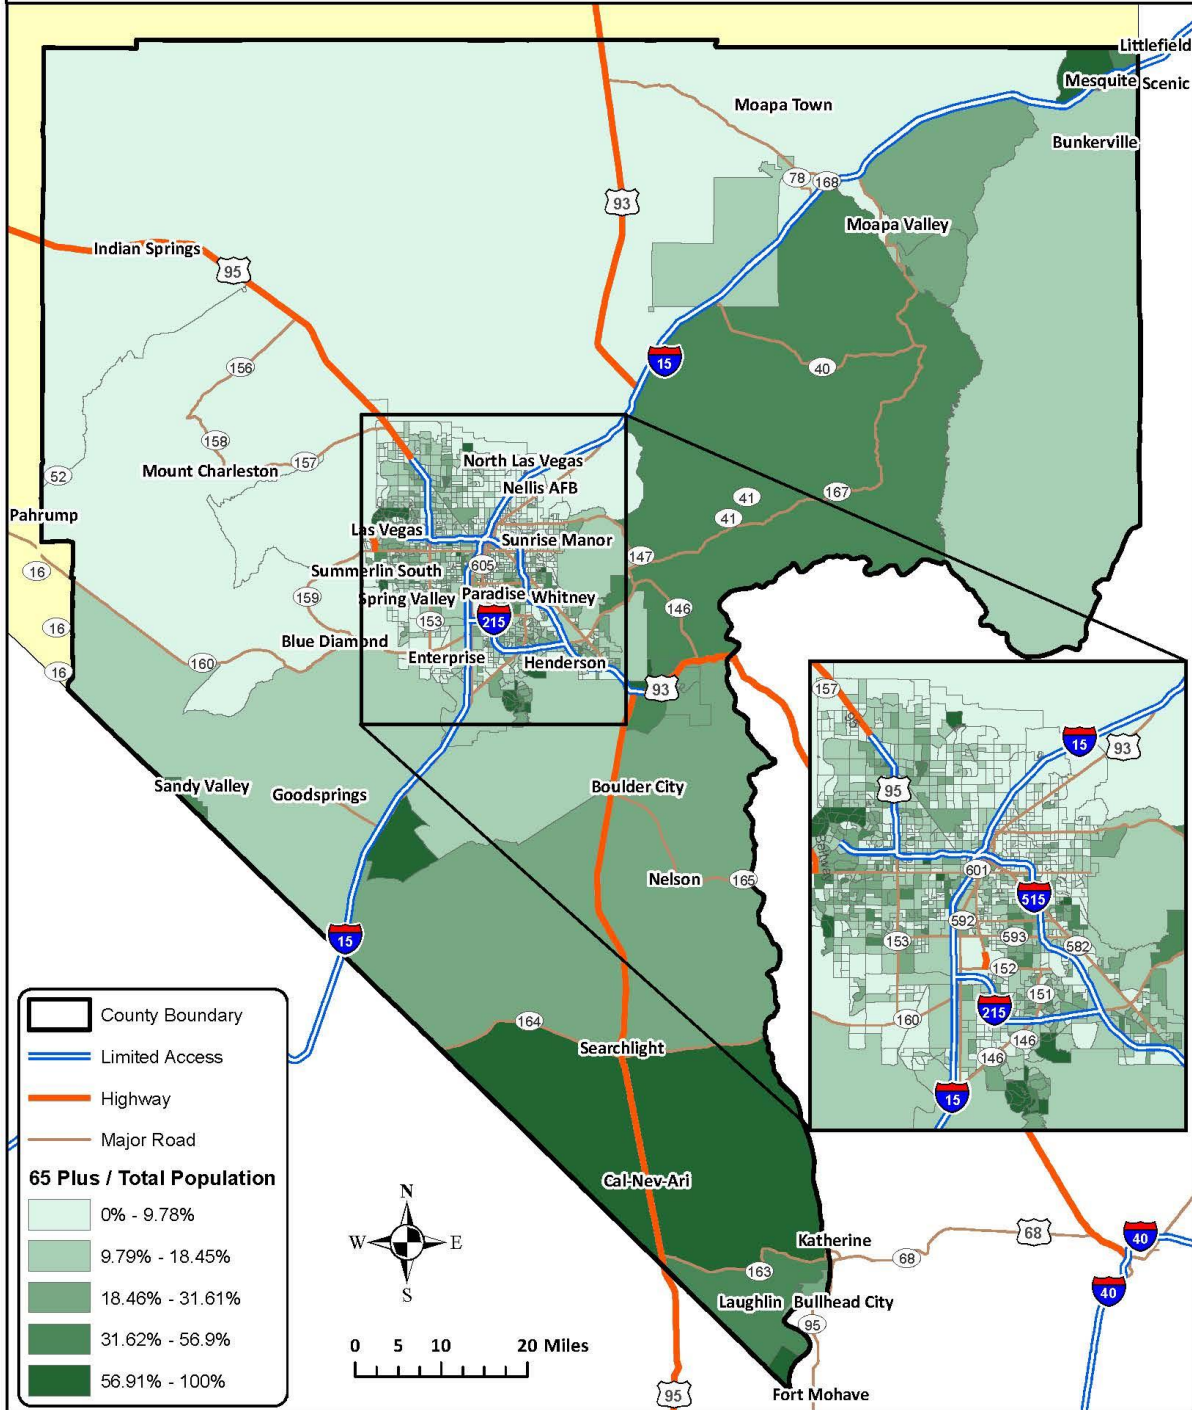 Littlefield
Mesquite
Scenic
Moapa Town
Bunkerville
78
168
93
Moapa Valley
Indian Springs
95
15
156
40
158
157
Mount Charleston
52
North Las Vegas
Nellis AFB
41
167
41
Pahrump
Las Vegas
Sunrise Manor
147
16
Summerlin South
605
159
Spring Valley
Paradise
Whitney
146
16
153
215
Blue Diamond
160
Enterprise
Henderson
16
93
157
95
15
93
Sandy Valley
Goodsprings
Boulder City
95
Beltway
601
Nelson
165
515
592
15
153
593
582
152
151
215
160
164
146
146
Searchlight
15
County Boundary
Limited Access
Highway
Major Road
65 Plus / Total Population
0% - 9.78%
9.79% - 18.45%
18.46% - 31.61%
31.62% - 56.9%
56.91% - 100%
N
W
E
S
0 5 10 20 Miles
Cal-Nev-Ari
Katherine
68
68
40
163
40
Laughlin
Bullhead City
95
95
Fort Mohave